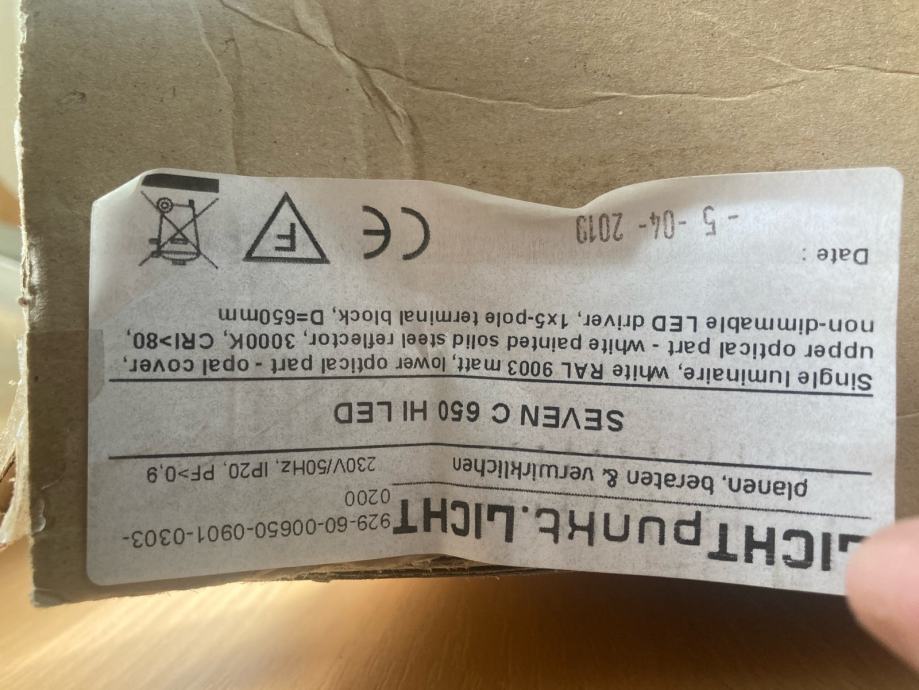 LICHTpunkt.LICHT
929-60-00650-0901-0303-
0200
planen, beraten & verwirklichen
230V/50Hz, IP20, PF>0,9
SEVEN C 650 HI LED
Single luminaire, white RAL 9003 matt, lower optical part - opal cover,
upper optical part - white painted solid steel reflector, 3000K, CRI>80,
non-dimmable LED driver, 1x5-pole terminal block, D=650mm
Date :
- 5 -04- 2019
CE
F